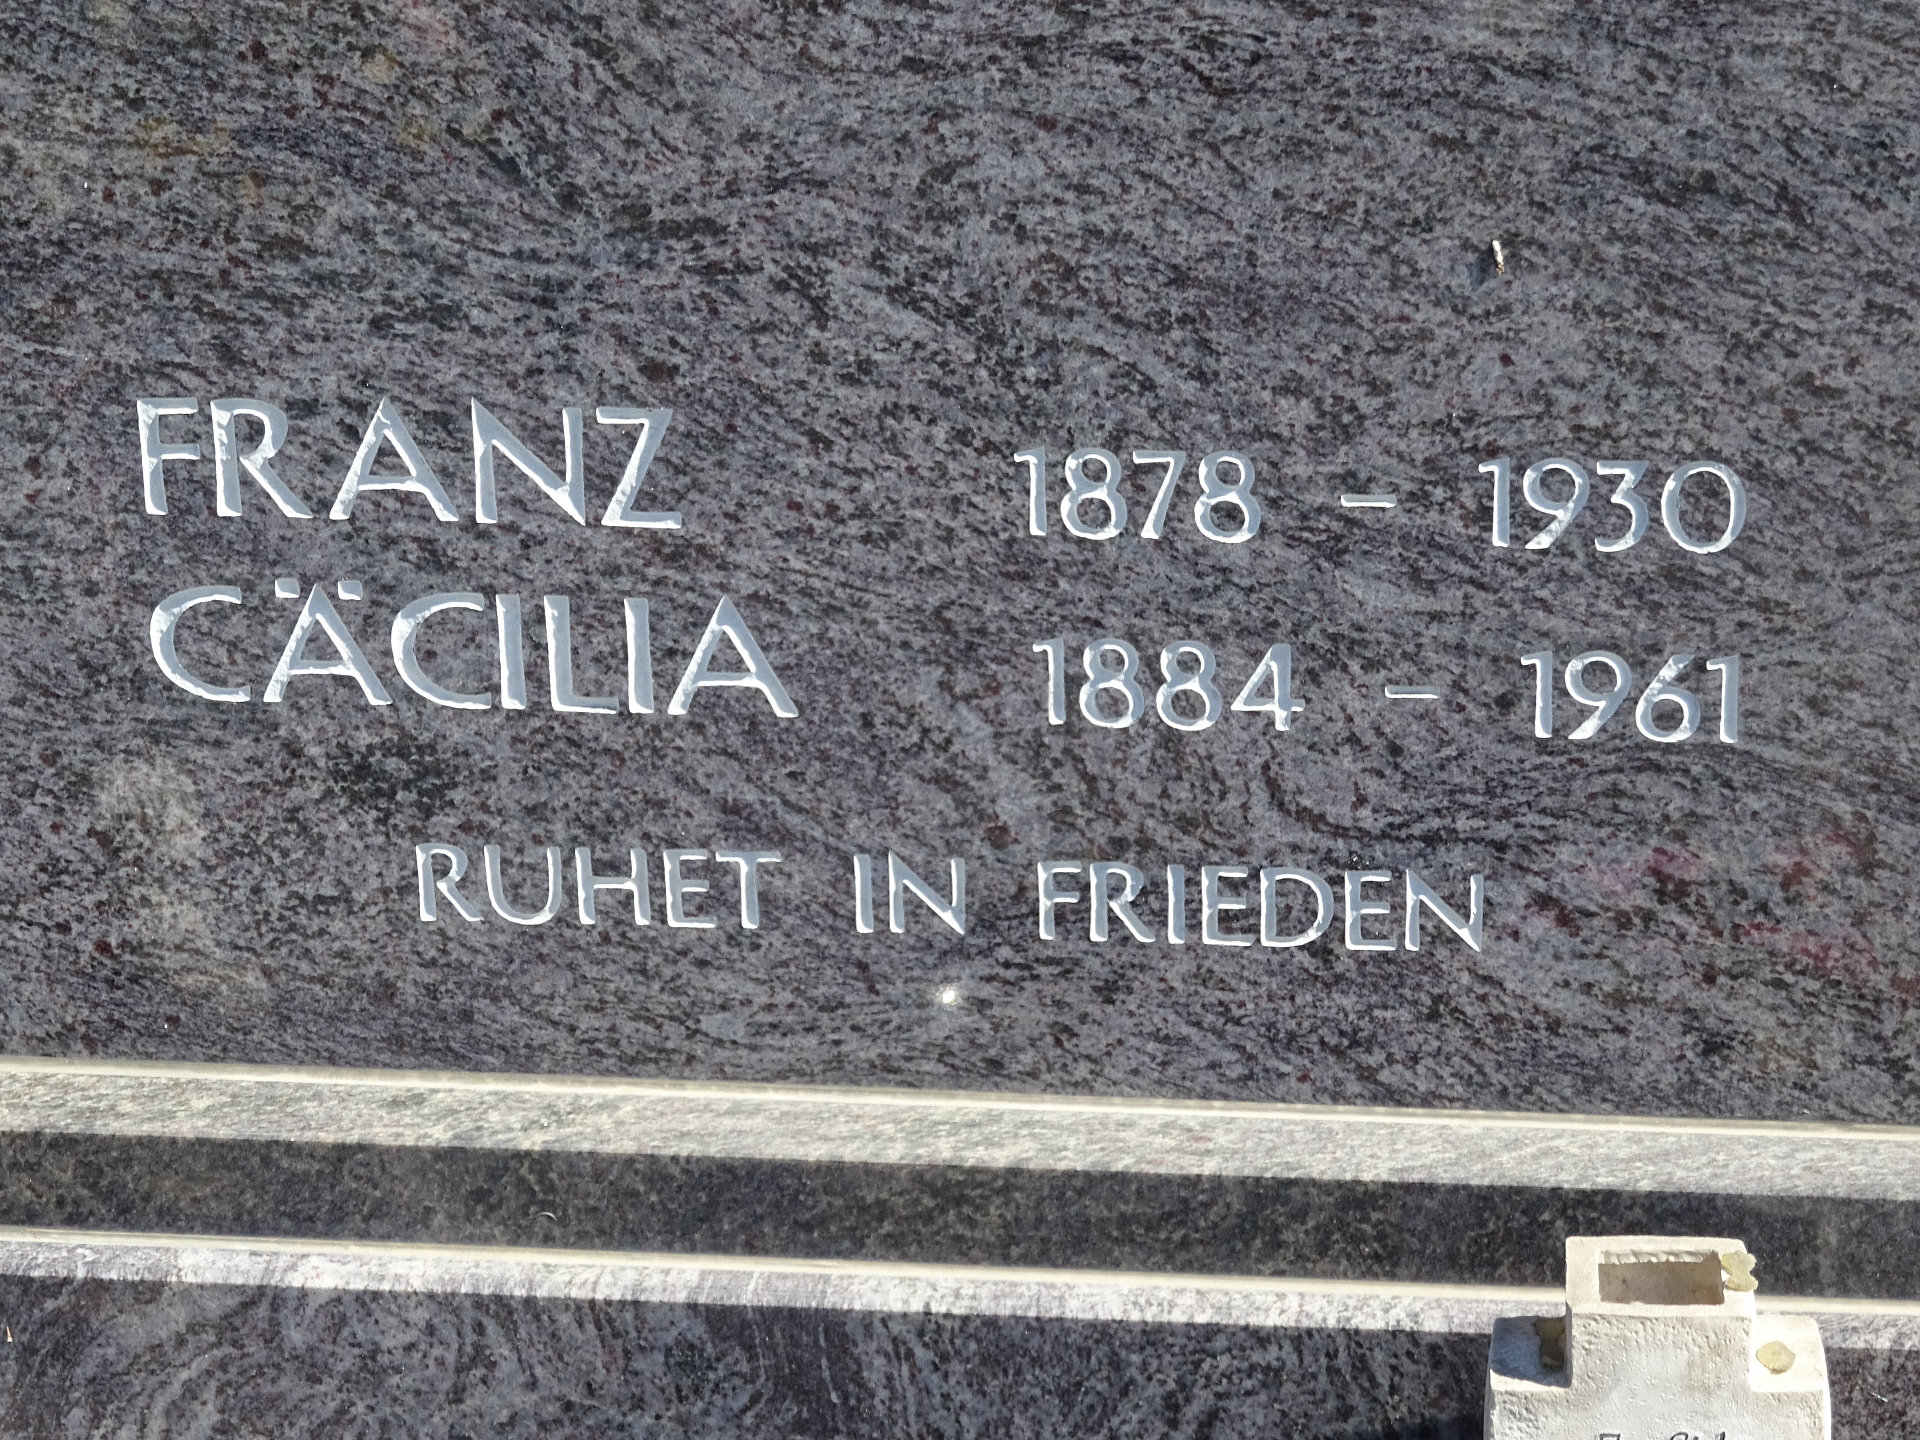 FRANZ 1878 – 1930
CÄCILIA 1884 – 1961
RUHET IN FRIEDEN